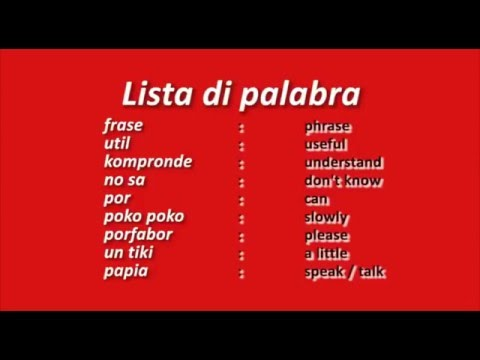 Lista di palabra
frase : phrase
util : useful
kompronde : understand
no sa : don't know
por : can
poko poko : slowly
porfabor : please
un tiki : a little
papia : speak / talk